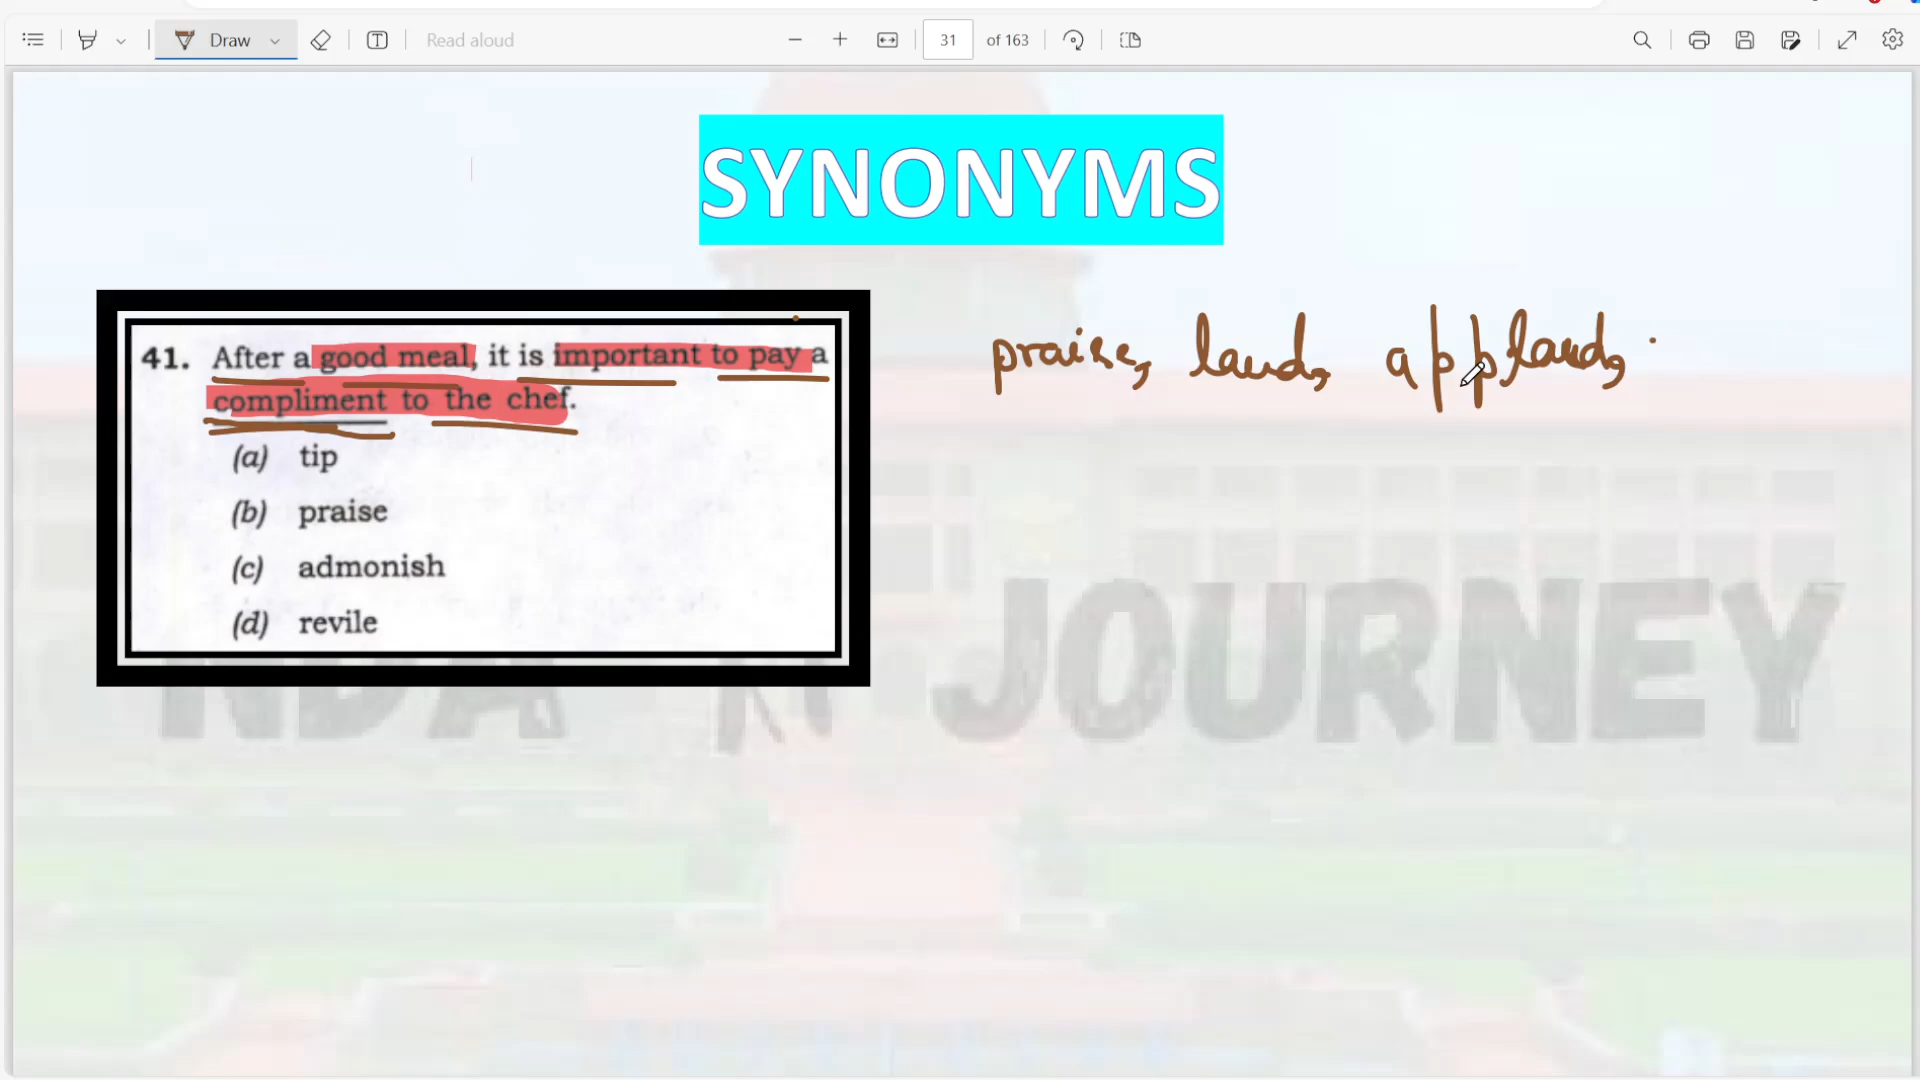 Draw
Read aloud
31 of 163
SYNONYMS
41. After a good meal, it is important to pay a
compliment to the chef.
(a) tip
(b) praise
(c) admonish
(d) revile
praise, laud, applaud,
NDA JOURNEY